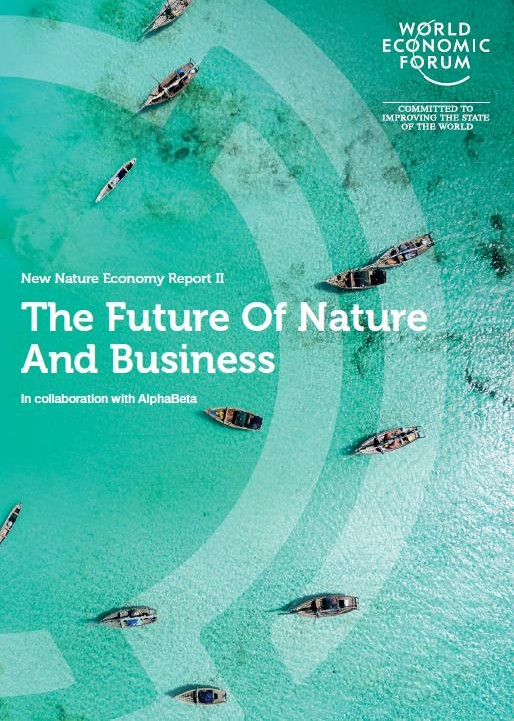 WORLD
ECONOMIC
FORUM
COMMITTED TO
IMPROVING THE STATE
OF THE WORLD
New Nature Economy Report II
The Future Of Nature
And Business
In collaboration with AlphaBeta